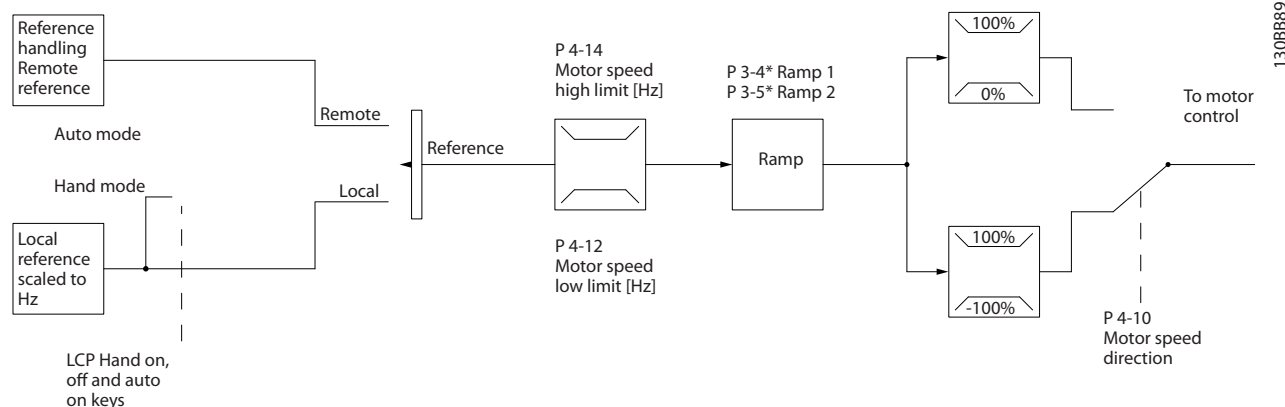 Reference
handling
Remote
reference
Auto mode
Hand mode
Local
reference
scaled to
Hz
LCP Hand on,
off and auto
on keys
Remote
Local
Reference
P 4-14
Motor speed
high limit [Hz]
P 4-12
Motor speed
low limit [Hz]
P 3-4* Ramp 1
P 3-5* Ramp 2
Ramp
100%
0%
100%
-100%
To motor
control
P 4-10
Motor speed
direction
130BB89